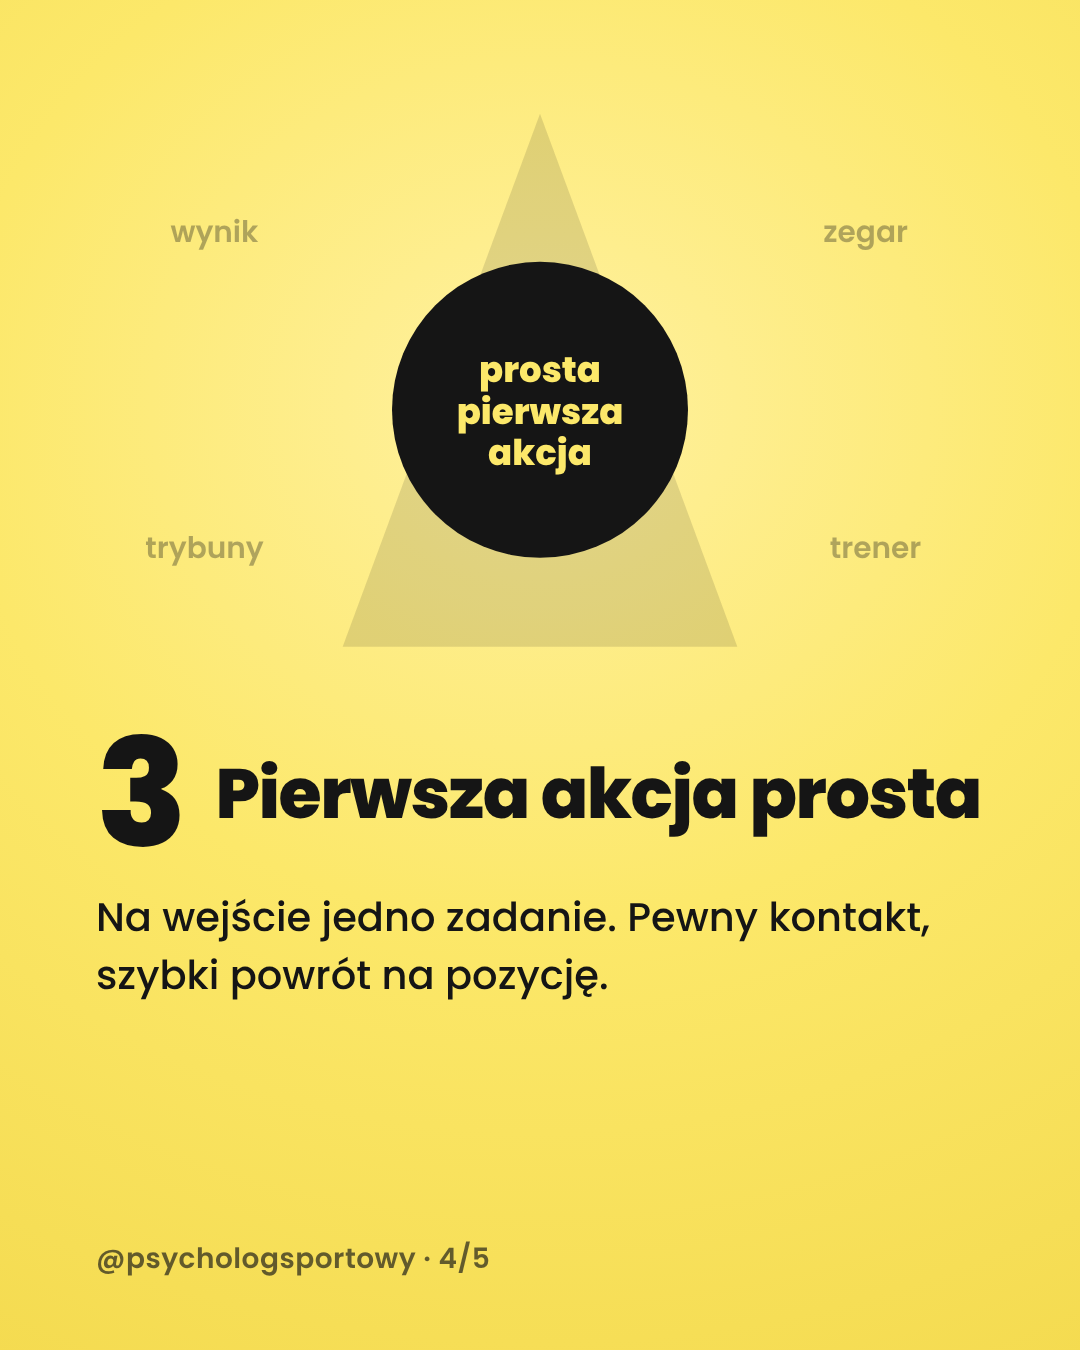 wynik
zegar
prosta
pierwsza
akcja
trybuny
trener
3 Pierwsza akcja prosta
Na wejście jedno zadanie. Pewny kontakt,
szybki powrót na pozycję.
@psychologsportowy · 4/5